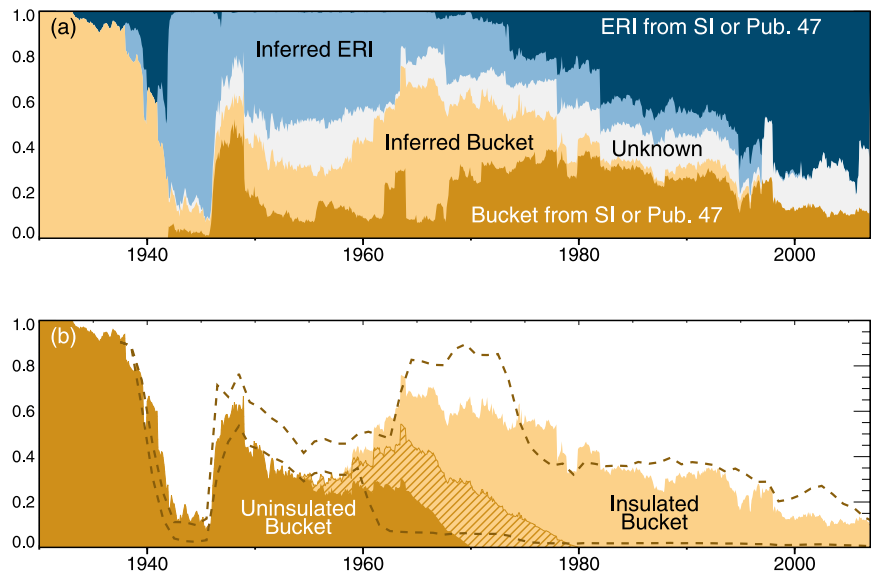 1.0
(a)
ERI from SI or Pub. 47
Inferred ERI
0.8
0.6
Inferred Bucket
Unknown
0.4
0.2
Bucket from SI or Pub. 47
0.0
1940 1960 1980 2000
1.0
(b)
0.8
0.6
0.4
Uninsulated
Bucket
Insulated
Bucket
0.2
0.0
1940 1960 1980 2000